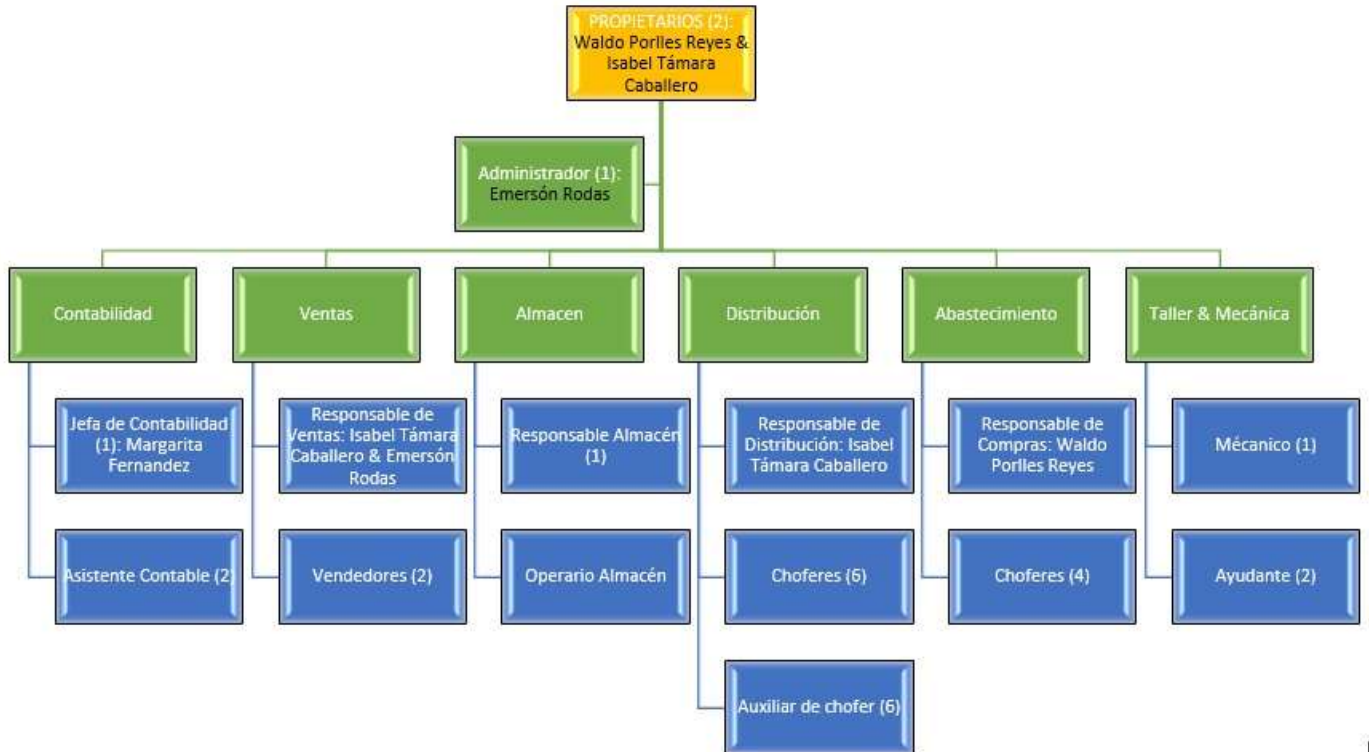 PROPIETARIOS (2):
Waldo Porlles Reyes &
Isabel Támara
Caballero
Administrador (1):
Emersón Rodas
Contabilidad
Ventas
Almacen
Distribución
Abastecimiento
Taller & Mecánica
Jefa de Contabilidad
(1): Margarita
Fernandez
Responsable de
Ventas: Isabel Támara
Caballero & Emersón
Rodas
Responsable Almacén
(1)
Responsable de
Distribución: Isabel
Támara Caballero
Responsable de
Compras: Waldo
Porlles Reyes
Mécanico (1)
Asistente Contable (2)
Vendedores (2)
Operario Almacén
Choferes (6)
Choferes (4)
Ayudante (2)
Auxiliar de chofer (6)